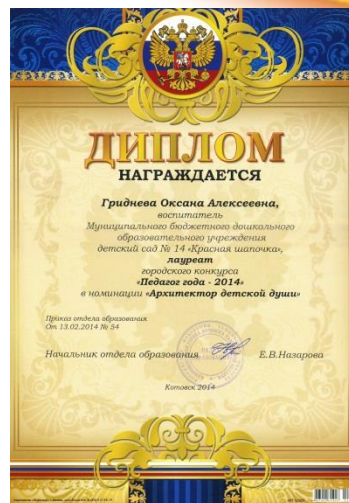 ДИПЛОМ
НАГРАЖДАЕТСЯ
Гриднева Оксана Алексеевна,
воспитатель
Муниципального бюджетного дошкольного
образовательного учреждения
детский сад № 14 «Красная шапочка»,
лауреат
городского конкурса
«Педагог года - 2014»
в номинации «Архитектор детской души»
Приказ отдела образования
От 13.02.2014 № 54
Начальник отдела образования Е.В.Назарова
Котовск 2014